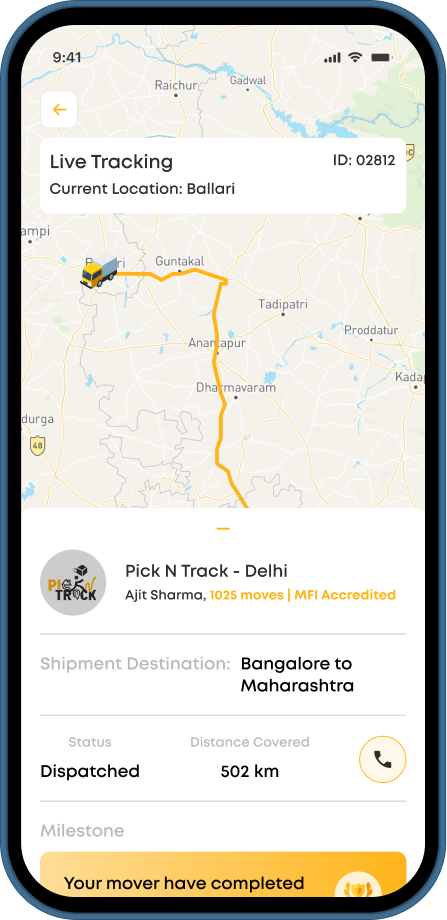 9:41
Raichur
Gadwal
Live Tracking
ID: 02812
Current Location: Ballari
ampi
Guntakal
Tadipatri
Proddatur
Anantapur
Kada
Dharmavaram
durga
48
PICK N
TRACK
Pick N Track - Delhi
Ajit Sharma, 1025 moves | MFI Accredited
Shipment Destination: Bangalore to
Maharashtra
Status
Distance Covered
Dispatched
502 km
Milestone
Your mover have completed